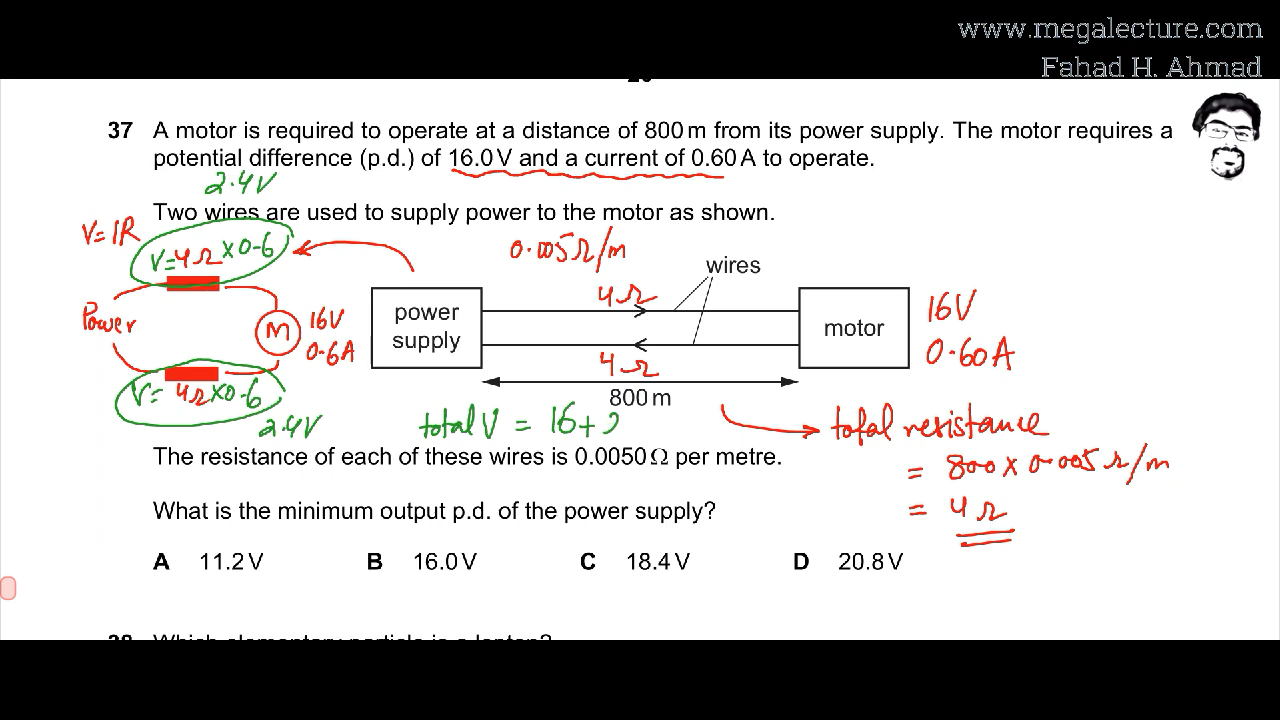 www.megalecture.com
Fahad H. Ahmad
37 A motor is required to operate at a distance of 800 m from its power supply. The motor requires a
potential difference (p.d.) of 16.0 V and a current of 0.60 A to operate.
2.4V
Two wires are used to supply power to the motor as shown.
V=IR
V=4Ω×0-6
0.005Ω/m
wires
4Ω
power
supply
motor
16V
0.60A
Power
M
16V
0.6A
4Ω
V=4Ω×0-6
2.4V
800 m
total V = 16+
total resistance
= 800 × 0.005Ω/m
= 4Ω
The resistance of each of these wires is 0.0050 Ω per metre.
What is the minimum output p.d. of the power supply?
A 11.2 V B 16.0 V C 18.4 V D 20.8 V